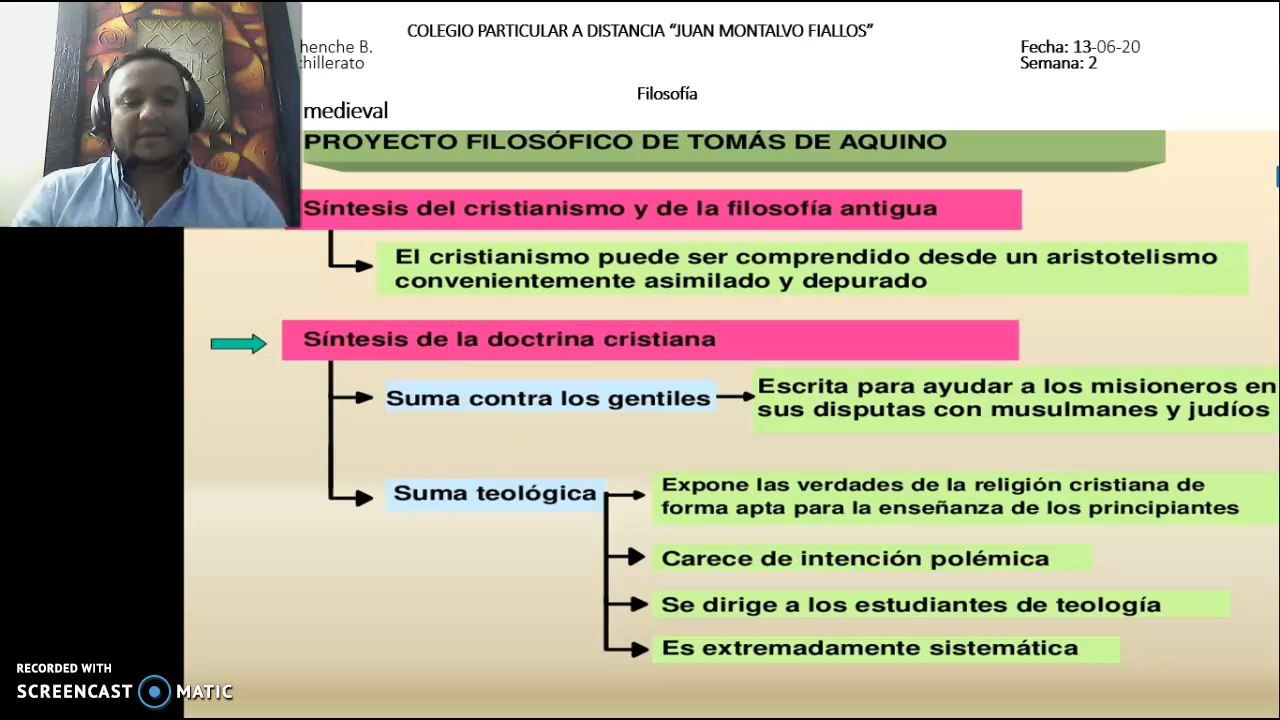 COLEGIO PARTICULAR A DISTANCIA “JUAN MONTALVO FIALLOS”
henche B.
Fecha: 13-06-20
hillerato
Semana: 2
Filosofía
medieval
PROYECTO FILOSÓFICO DE TOMÁS DE AQUINO
Síntesis del cristianismo y de la filosofía antigua
El cristianismo puede ser comprendido desde un aristotelismo
convenientemente asimilado y depurado
Síntesis de la doctrina cristiana
Suma contra los gentiles
Escrita para ayudar a los misioneros en
sus disputas con musulmanes y judíos
Suma teológica
Expone las verdades de la religión cristiana de
forma apta para la enseñanza de los principiantes
Carece de intención polémica
Se dirige a los estudiantes de teología
Es extremadamente sistemática
RECORDED WITH
SCREENCAST MATIC